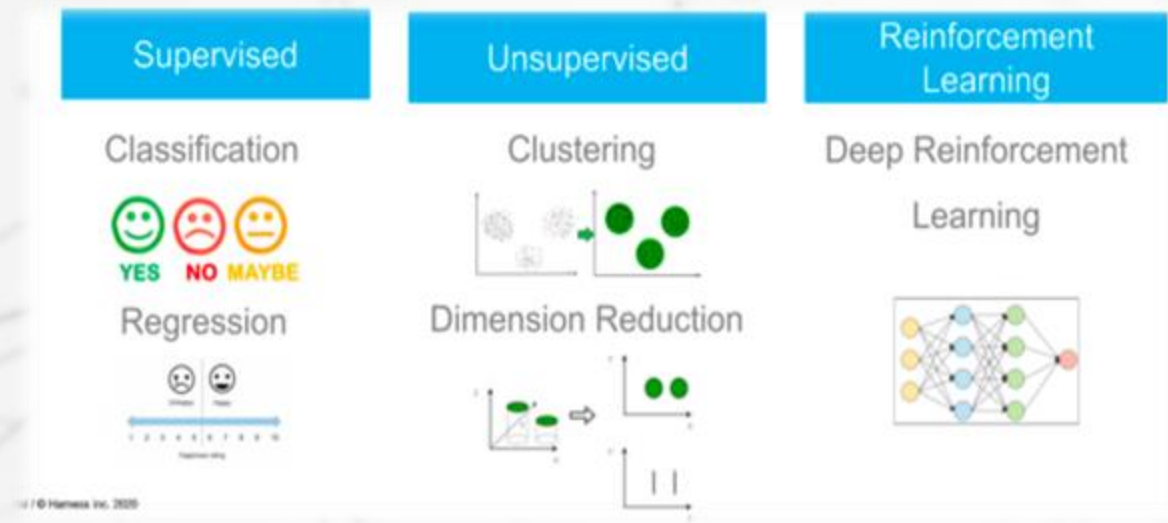 Supervised
Unsupervised
Reinforcement
Learning
Classification
YES NO MAYBE
Regression
1 2 3 4 5 6 7 8 9 10
Clustering
Dimension Reduction
Deep Reinforcement
Learning
/ © Harness Inc. 2020